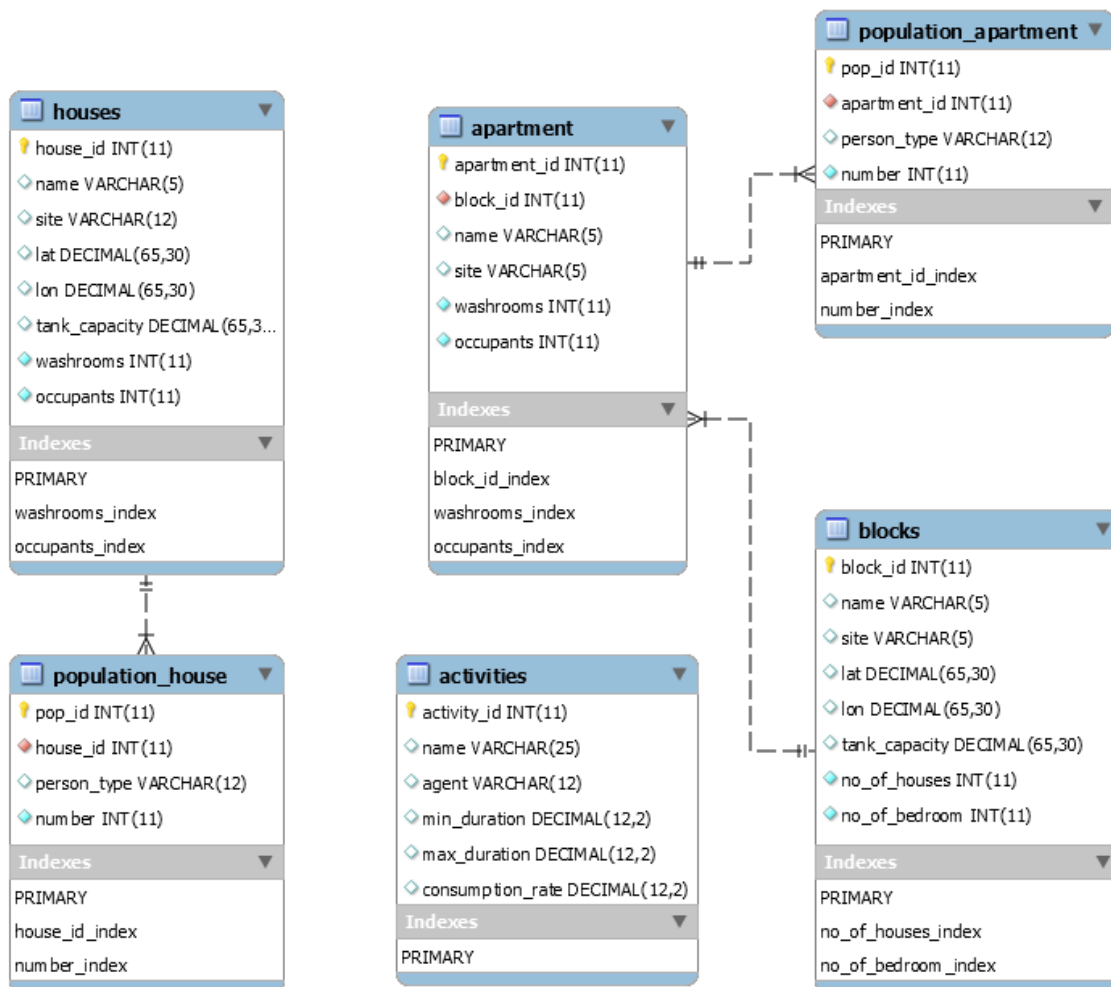 houses
house_id INT(11)
name VARCHAR(5)
site VARCHAR(12)
lat DECIMAL(65,30)
lon DECIMAL(65,30)
tank_capacity DECIMAL(65,3...
washrooms INT(11)
occupants INT(11)
Indexes
PRIMARY
washrooms_index
occupants_index
population_house
pop_id INT(11)
house_id INT(11)
person_type VARCHAR(12)
number INT(11)
Indexes
PRIMARY
house_id_index
number_index
apartment
apartment_id INT(11)
block_id INT(11)
name VARCHAR(5)
site VARCHAR(5)
washrooms INT(11)
occupants INT(11)
Indexes
PRIMARY
block_id_index
washrooms_index
occupants_index
activities
activity_id INT(11)
name VARCHAR(25)
agent VARCHAR(12)
min_duration DECIMAL(12,2)
max_duration DECIMAL(12,2)
consumption_rate DECIMAL(12,2)
Indexes
PRIMARY
population_apartment
pop_id INT(11)
apartment_id INT(11)
person_type VARCHAR(12)
number INT(11)
Indexes
PRIMARY
apartment_id_index
number_index
blocks
block_id INT(11)
name VARCHAR(5)
site VARCHAR(5)
lat DECIMAL(65,30)
lon DECIMAL(65,30)
tank_capacity DECIMAL(65,30)
no_of_houses INT(11)
no_of_bedroom INT(11)
Indexes
PRIMARY
no_of_houses_index
no_of_bedroom _index